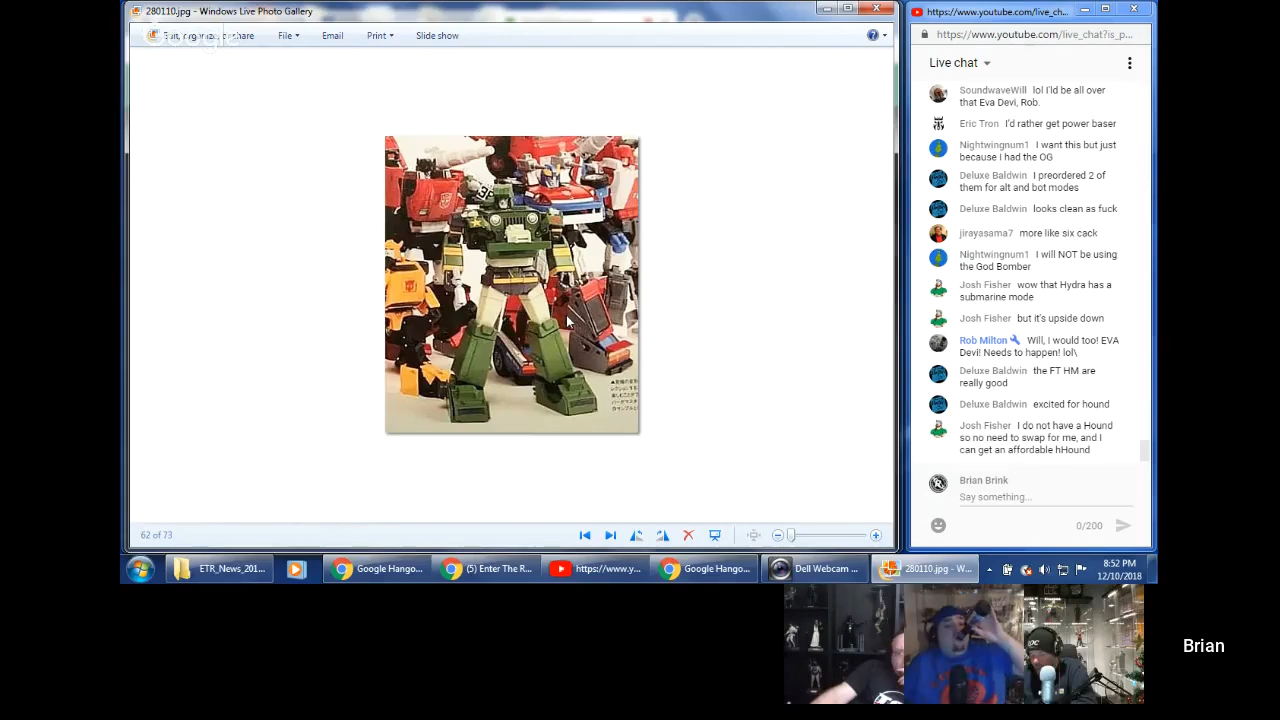 280110.jpg - Windows Live Photo Gallery
Google
File
Email
Print
Slide show
62 of 73
https://www.youtube.com/live_ch...
https://www.youtube.com/live_chat?is_p...
Live chat
SoundwaveWill lol I'ld be all over
that Eva Devi, Rob.
Eric Tron I'd rather get power baser
Nightwingnum1 I want this but just
because I had the OG
Deluxe Baldwin I preordered 2 of
them for alt and bot modes
Deluxe Baldwin looks clean as fuck
jirayasama7 more like six cack
Nightwingnum1 I will NOT be using
the God Bomber
Josh Fisher wow that Hydra has a
submarine mode
Josh Fisher but it's upside down
Rob Milton Will, I would too! EVA
Devi! Needs to happen! lol\
Deluxe Baldwin the FT HM are
really good
Deluxe Baldwin excited for hound
Josh Fisher I do not have a Hound
so no need to swap for me, and I
can get an affordable hHound
Brian Brink
Say something...
0/200
ETR_News_201...
Google Hango...
(5) Enter The R...
https://www.y...
Google Hango...
Dell Webcam ...
280110.jpg - W...
8:52 PM
12/10/2018
Brian